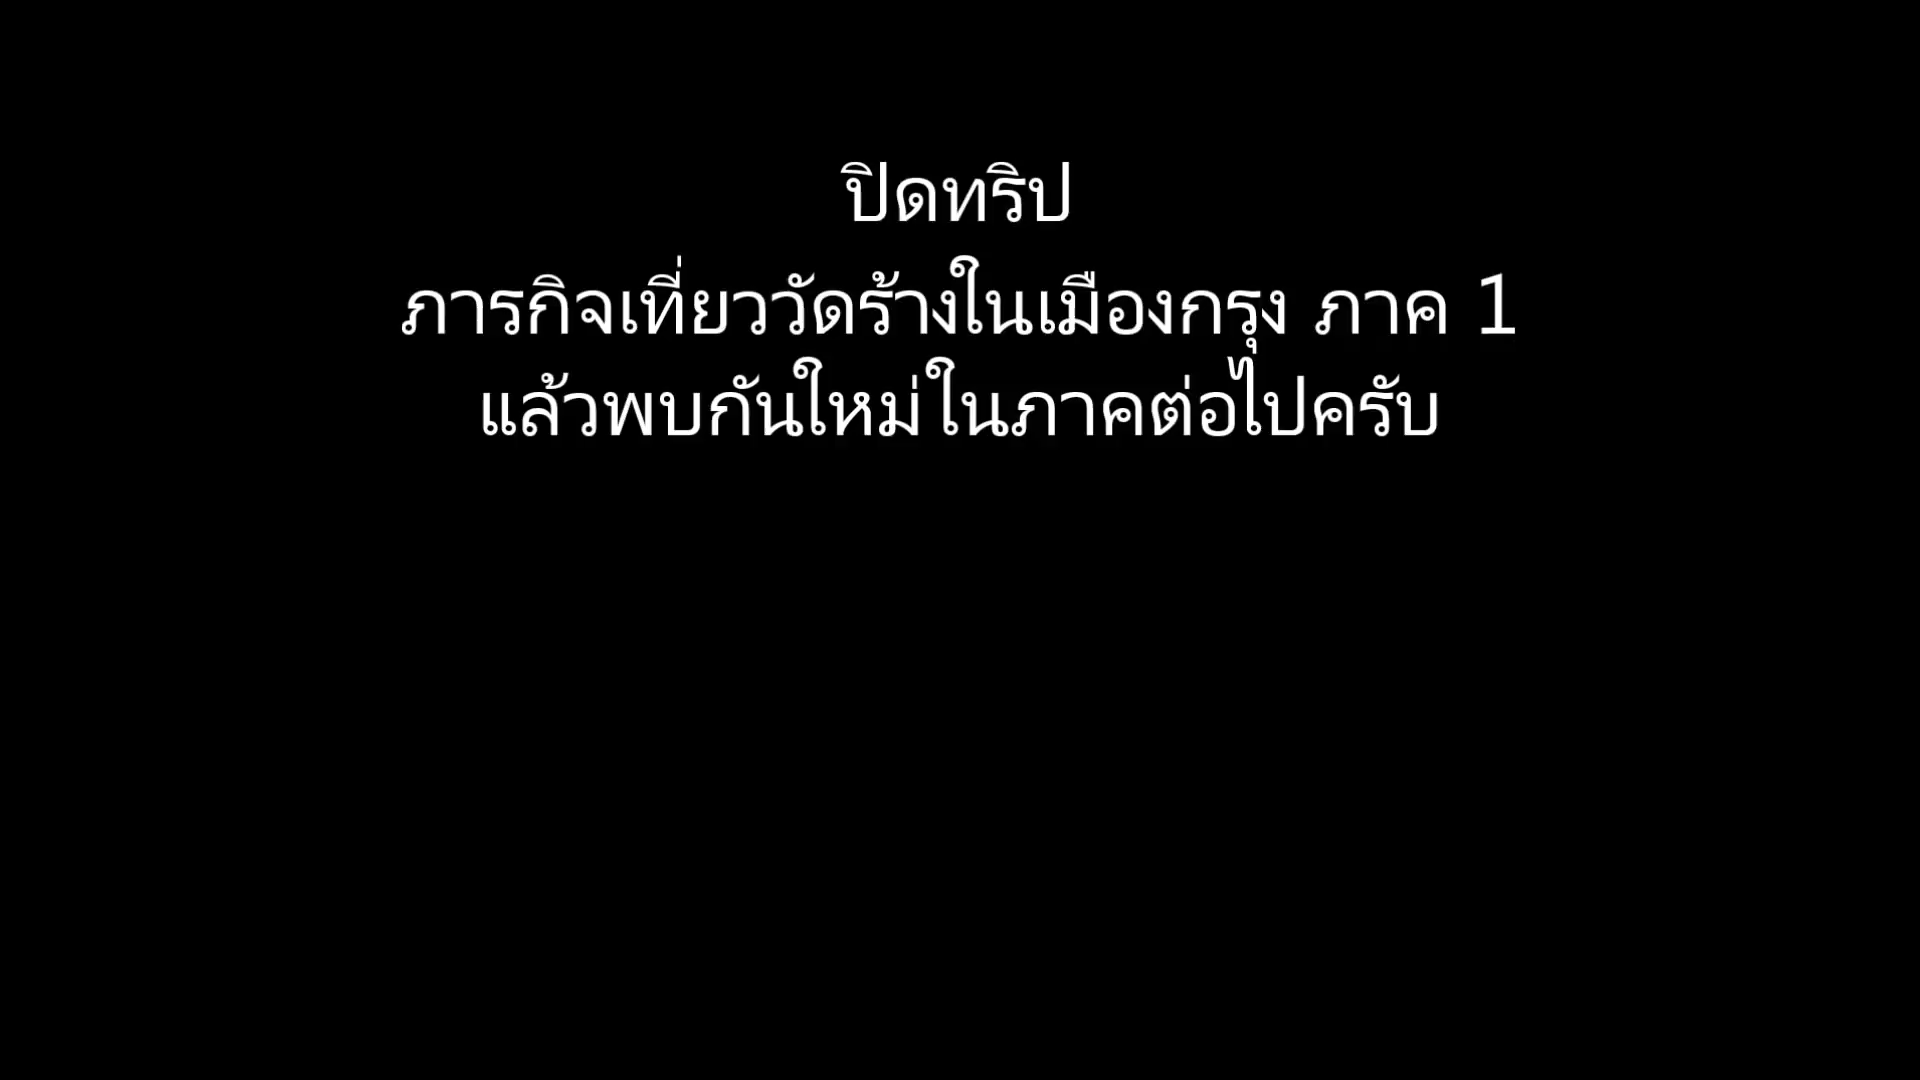 ปิดทริป
ภารกิจเที่ยววัดร้างในเมืองกรุง ภาค 1
แล้วพบกันใหม่ในภาคต่อไปครับ